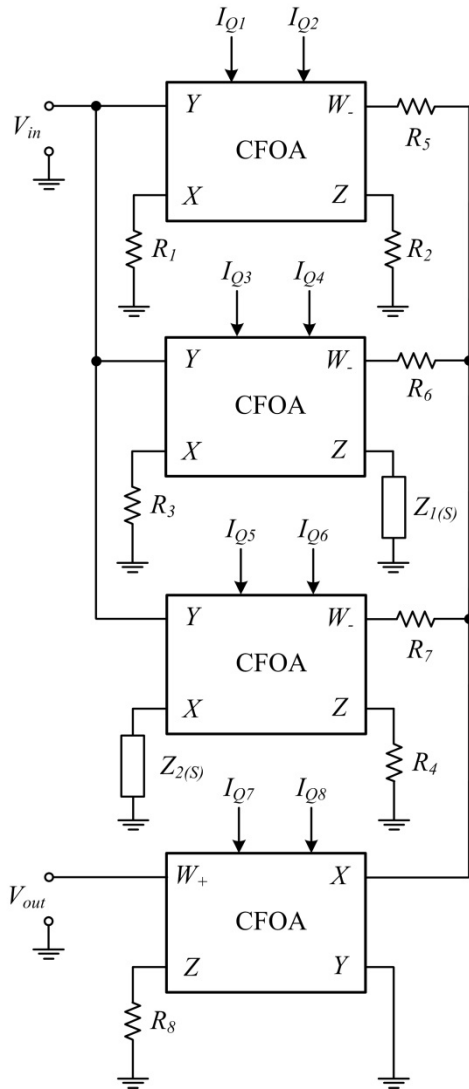 I_Q1 I_Q2
Y W_-
V_in CFOA R_5
X Z
R_1 R_2
I_Q3 I_Q4
Y W_-
CFOA R_6
X Z
R_3 Z_1(S)
I_Q5 I_Q6
Y W_-
CFOA R_7
X Z
Z_2(S) R_4
I_Q7 I_Q8
W_+ X
V_out CFOA
Z Y
R_8